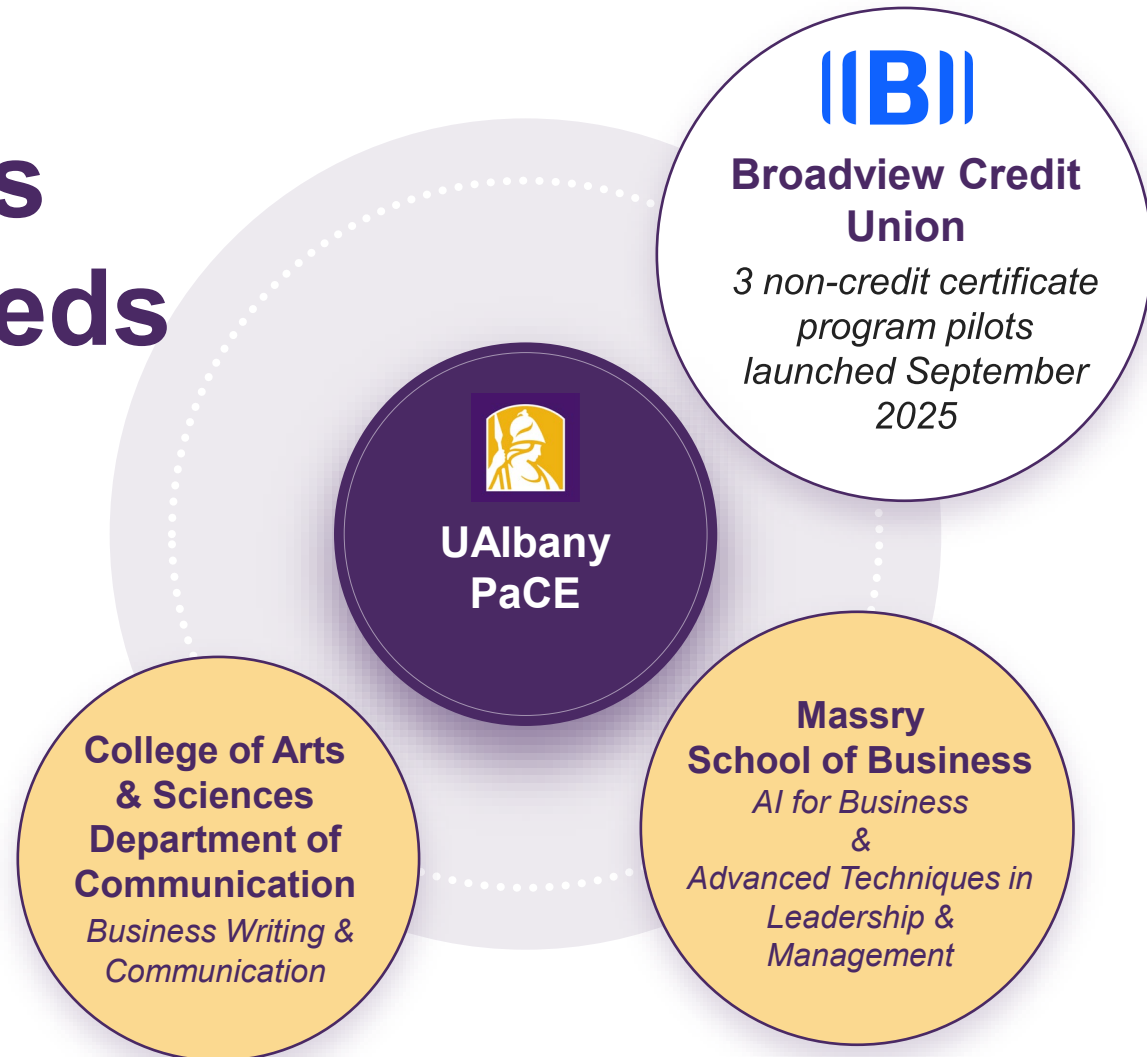 s
eds
B
Broadview Credit
Union
3 non-credit certificate
program pilots
launched September
2025
UAlbany
PaCE
College of Arts
& Sciences
Department of
Communication
Business Writing &
Communication
Massry
School of Business
AI for Business
&
Advanced Techniques in
Leadership &
Management